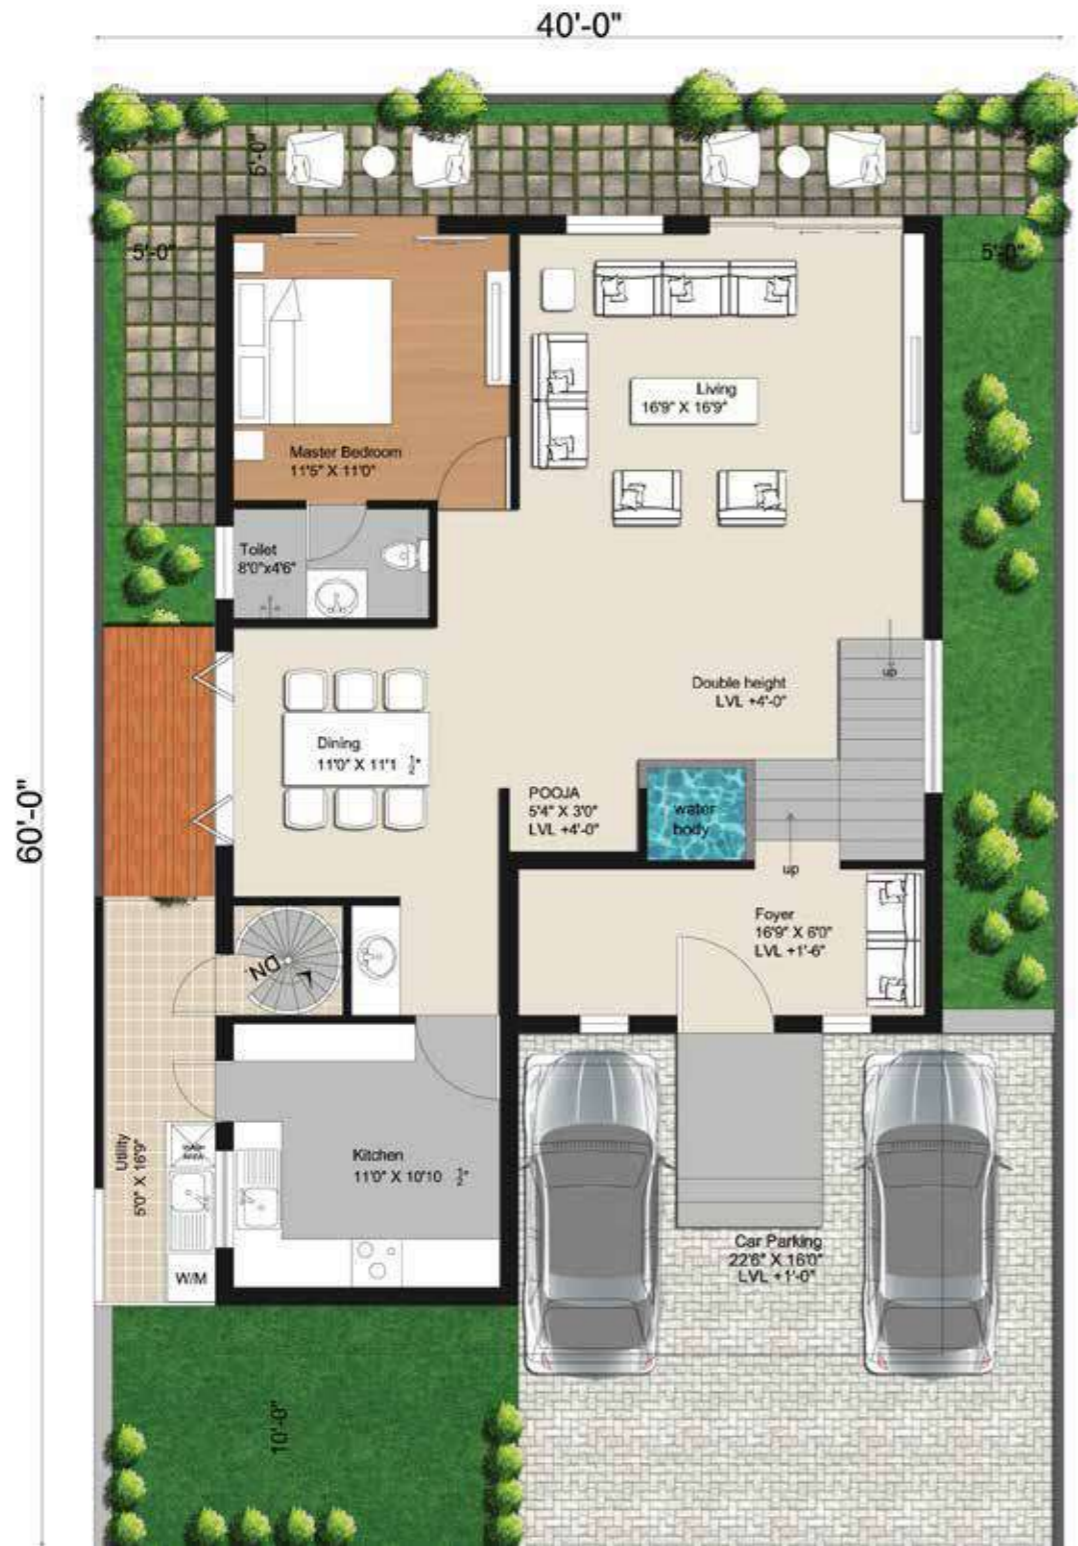 40'-0"
5'-0"
5'-0"
5'-0"
Living
16'9" X 16'9"
Master Bedroom
11'5" X 11'0"
Toilet
8'0"x4'6"
up
Double height
LVL +4'-0"
Dining
11'0" X 11'1 ½"
60'-0"
POOJA
5'4" X 3'0"
LVL +4'-0"
water
body
up
Foyer
16'9" X 6'0"
LVL +1'-6"
DN
Utility
5'0" X 16'9"
Kitchen
11'0" X 10'10 ½"
W/M
Car Parking
22'6" X 16'0"
LVL +1'-0"
10'-0"